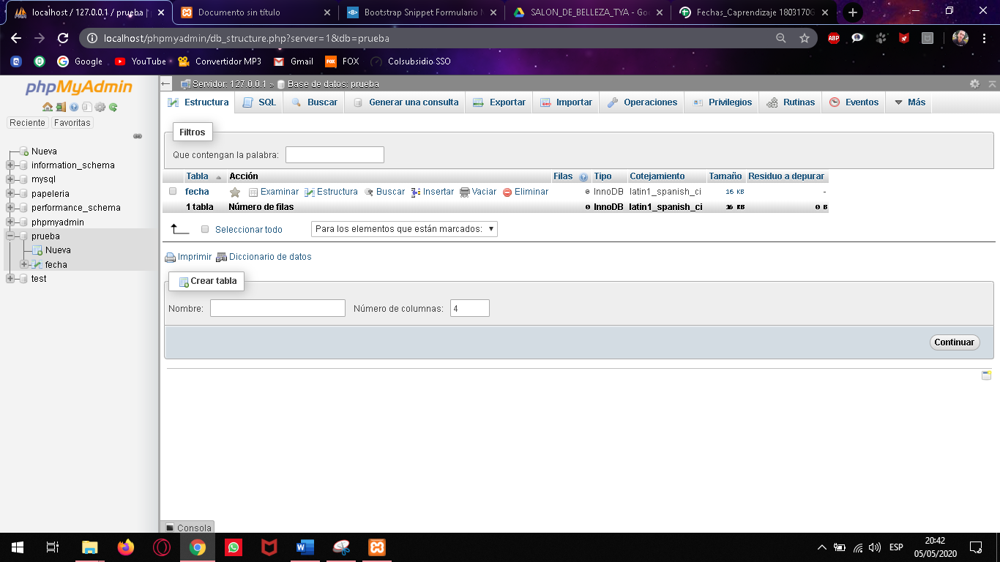 localhost / 127.0.0.1 / prueba |
Documento sin título
Bootstrap Snippet Formulario
SALON_DE_BELLEZA_TYA - Go
Fechas_Caprendizaje 1803170G
localhost/phpmyadmin/db_structure.php?server=1&db=prueba
ABP
Google
YouTube
Convertidor MP3
Gmail
FOX
FOX
Colsubsidio SSO
phpMyAdmin
Reciente
Favoritas
Nueva
information_schema
mysql
papeleria
performance_schema
phpmyadmin
prueba
Nueva
fecha
test
Servidor: 127.0.0.1 » Base de datos: prueba
Estructura
SQL
Buscar
Generar una consulta
Exportar
Importar
Operaciones
Privilegios
Rutinas
Eventos
Más
Filtros
Que contengan la palabra:
Tabla Acción Filas Tipo Cotejamiento Tamaño Residuo a depurar
fecha Examinar Estructura Buscar Insertar Vaciar Eliminar 0 InnoDB latin1_spanish_ci 16 KB -
1 tabla Número de filas 0 InnoDB latin1_spanish_ci 16 KB 0 B
Seleccionar todo
Para los elementos que están marcados:
Imprimir Diccionario de datos
Crear tabla
Nombre: Número de columnas: 4
Continuar
Consola
ESP
20:42
05/05/2020